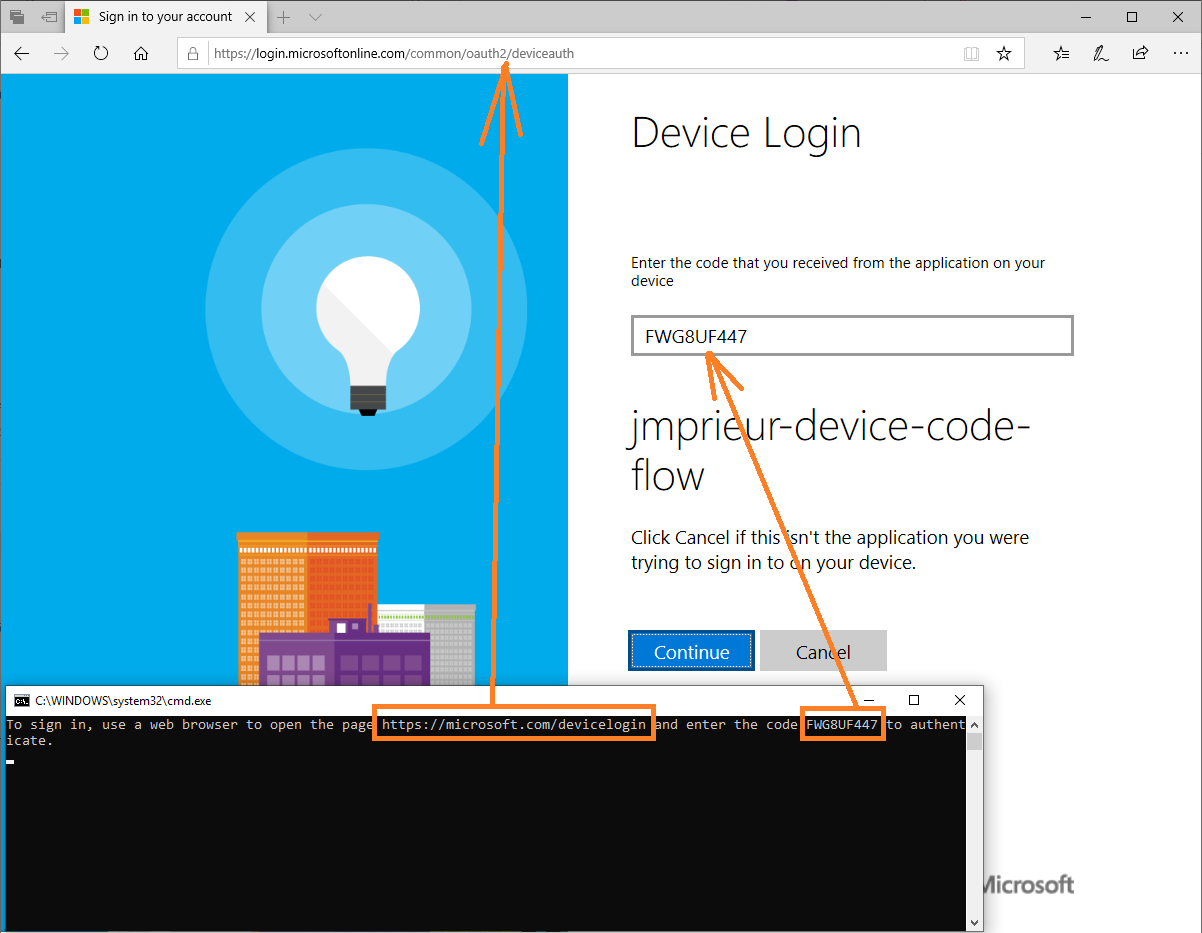 Sign in to your account
https://login.microsoftonline.com/common/oauth2/deviceauth
Device Login
Enter the code that you received from the application on your
device
FWG8UF447
jmprieur-device-code-
flow
Click Cancel if this isn't the application you were
trying to sign in to on your device.
Continue
Cancel
C:\WINDOWS\system32\cmd.exe
To sign in, use a web browser to open the page https://microsoft.com/devicelogin and enter the code FWG8UF447 to authent
icate.
Microsoft